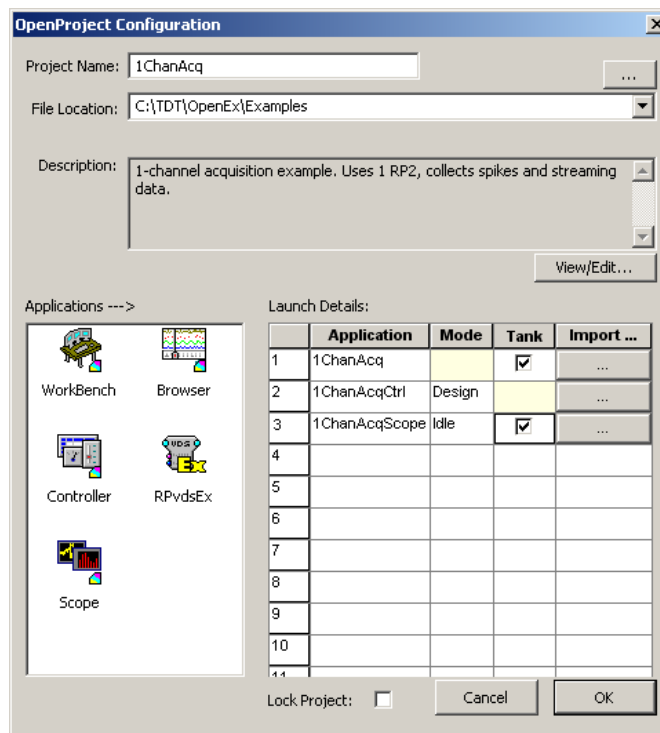 OpenProject Configuration
Project Name: 1ChanAcq
...
File Location: C:\TDT\OpenEx\Examples
Description: 1-channel acquisition example. Uses 1 RP2, collects spikes and streaming
data.
View/Edit...
Applications --->
WorkBench Browser
Controller RPvdsEx
Scope
Launch Details:
Application Mode Tank Import ...
1 1ChanAcq ...
2 1ChanAcqCtrl Design ...
3 1ChanAcqScope Idle ...
4
5
6
7
8
9
10
11
Lock Project: Cancel OK